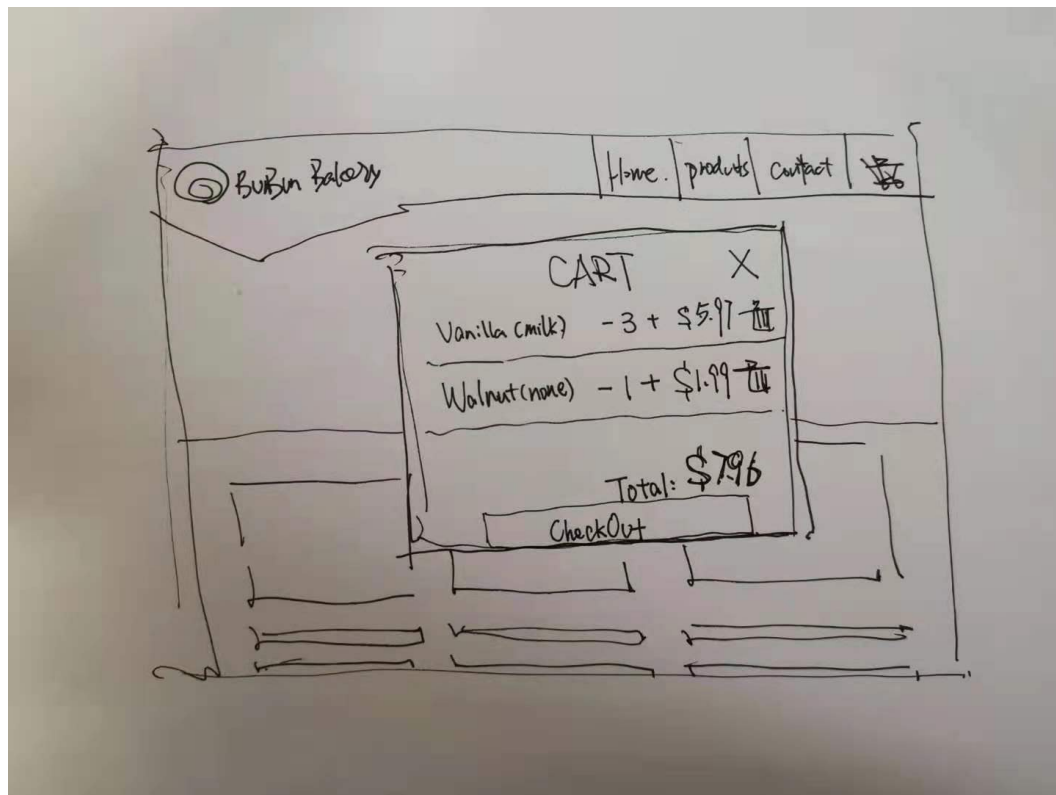 BunBun Bakery Home. products contact
CART X
Vanilla (milk) - 3 + $5.97
Walnut (none) - 1 + $1.99
Total: $7.96
CheckOut